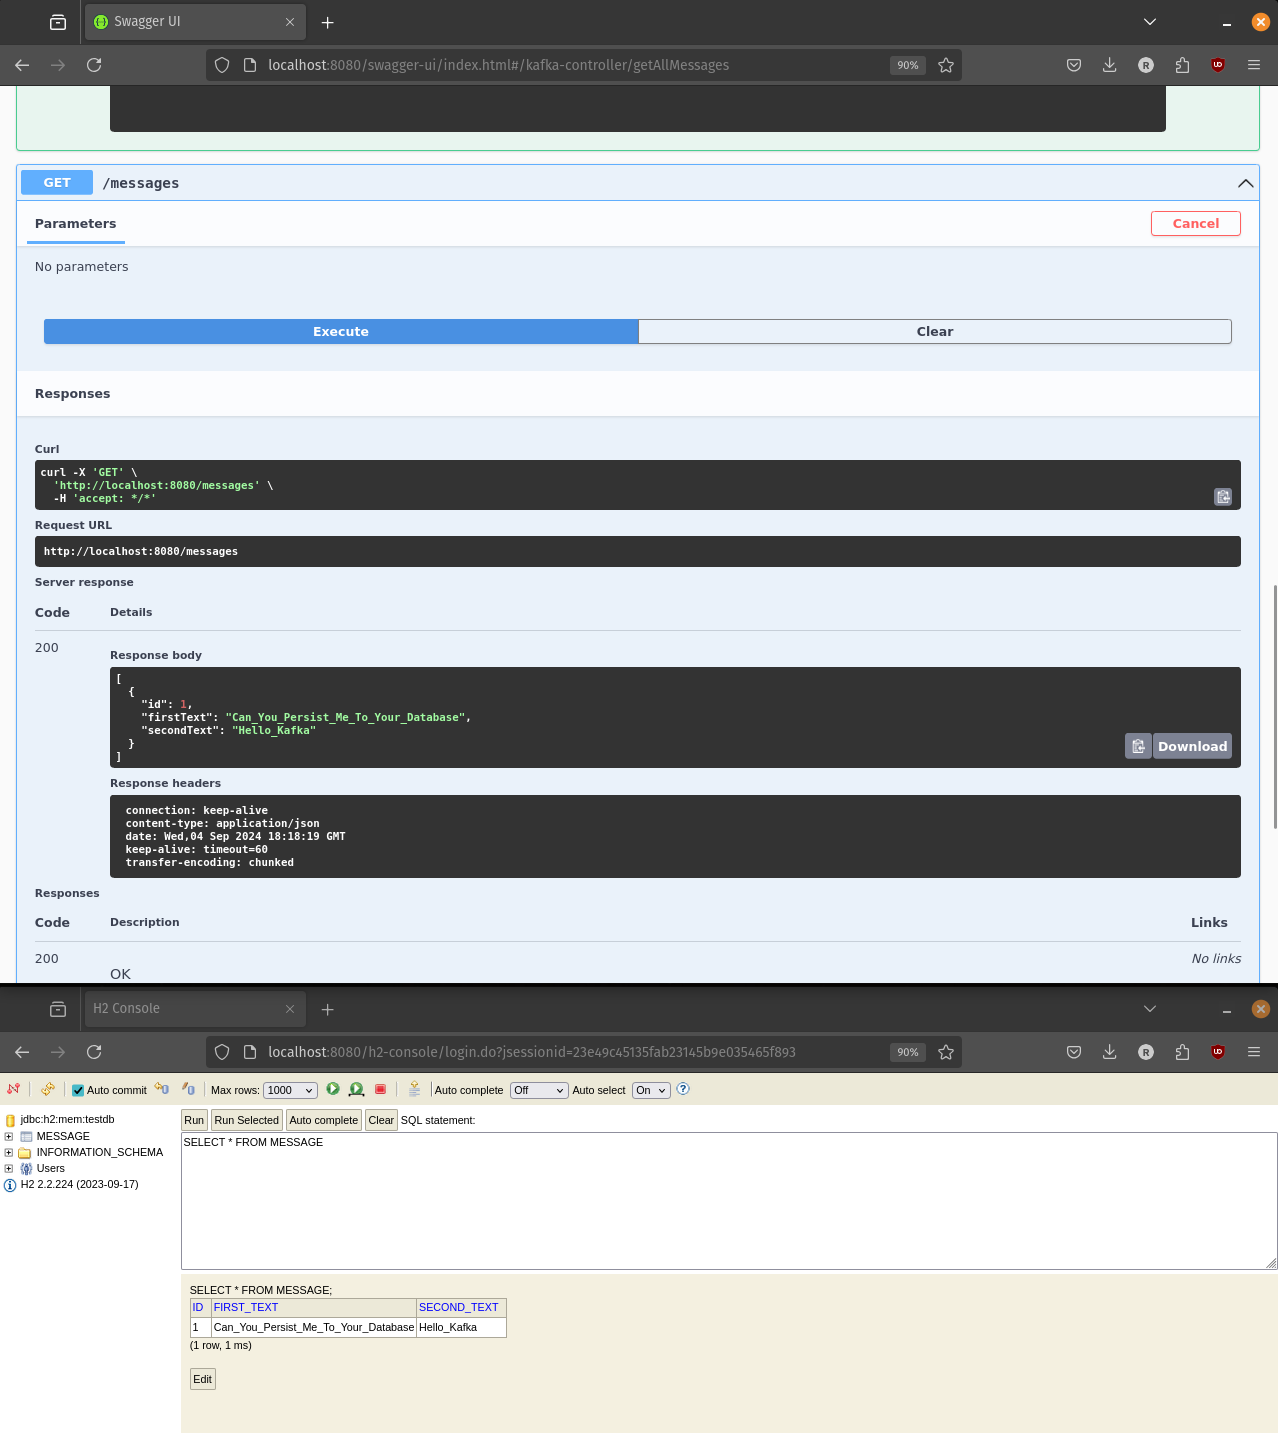 Swagger UI
localhost:8080/swagger-ui/index.html#/kafka-controller/getAllMessages
90%
R
GET /messages
Parameters
Cancel
No parameters
Execute
Clear
Responses
Curl
curl -X 'GET' \
'http://localhost:8080/messages' \
-H 'accept: */*'
Request URL
http://localhost:8080/messages
Server response
Code Details
200
Response body
[
{
"id": 1,
"firstText": "Can_You_Persist_Me_To_Your_Database",
"secondText": "Hello_Kafka"
}
]
Download
Response headers
connection: keep-alive
content-type: application/json
date: Wed,04 Sep 2024 18:18:19 GMT
keep-alive: timeout=60
transfer-encoding: chunked
Responses
Code Description Links
200 No links
OK
H2 Console
localhost:8080/h2-console/login.do?jsessionid=23e49c45135fab23145b9e035465f893
90%
R
Auto commit Max rows: 1000 Auto complete Off Auto select On
jdbc:h2:mem:testdb
MESSAGE
INFORMATION_SCHEMA
Users
H2 2.2.224 (2023-09-17)
Run Run Selected Auto complete Clear SQL statement:
SELECT * FROM MESSAGE
SELECT * FROM MESSAGE;
ID FIRST_TEXT SECOND_TEXT
1 Can_You_Persist_Me_To_Your_Database Hello_Kafka
(1 row, 1 ms)
Edit